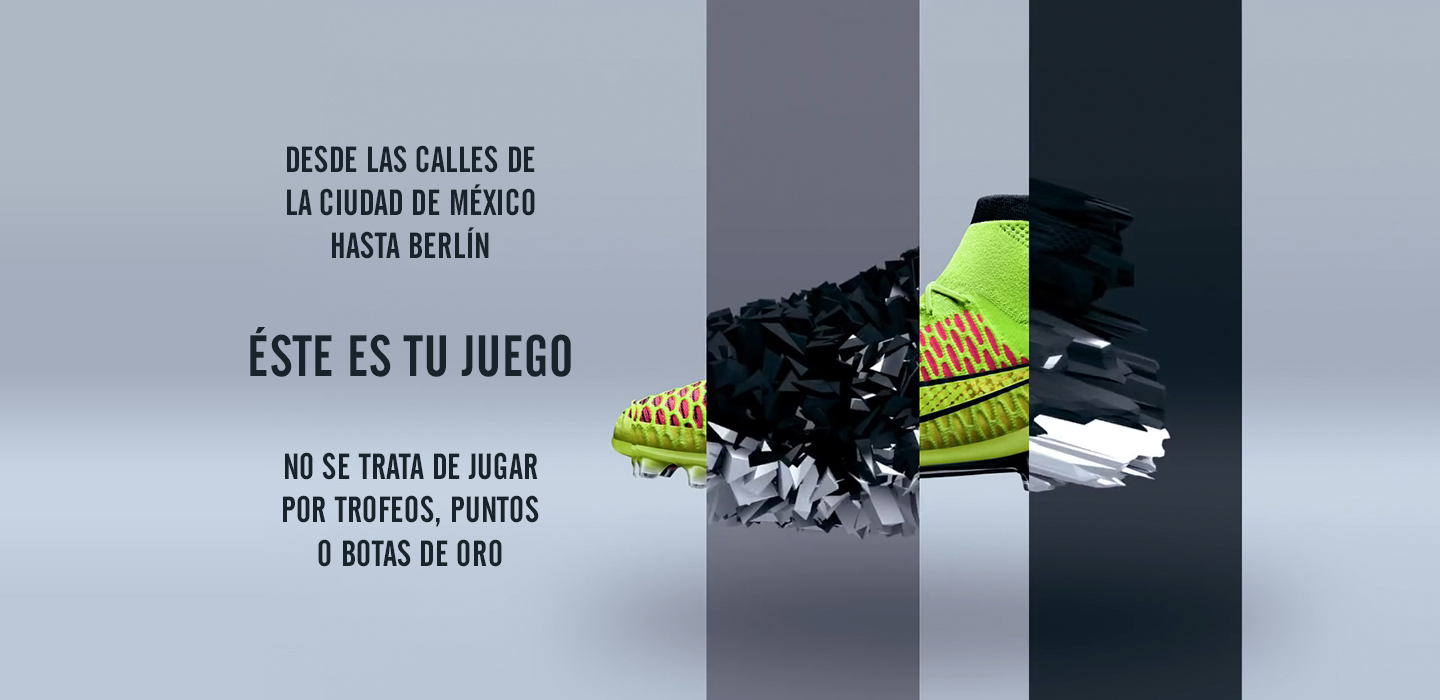 DESDE LAS CALLES DE
LA CIUDAD DE MÉXICO
HASTA BERLÍN
ÉSTE ES TU JUEGO
NO SE TRATA DE JUGAR
POR TROFEOS, PUNTOS
O BOTAS DE ORO